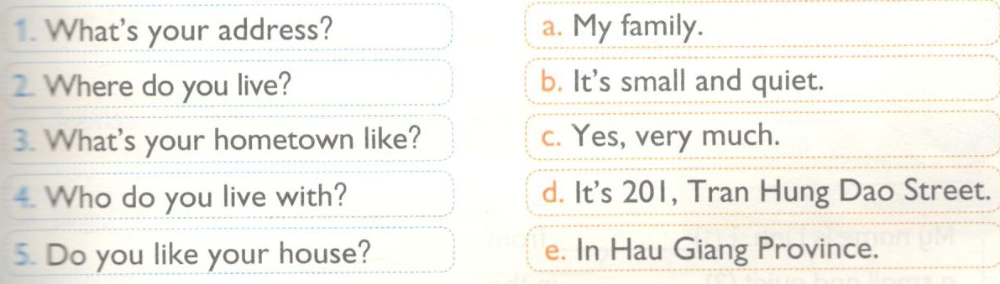 1. What's your address?
a. My family.
2. Where do you live?
b. It's small and quiet.
3. What's your hometown like?
c. Yes, very much.
4. Who do you live with?
d. It's 201, Tran Hung Dao Street.
5. Do you like your house?
e. In Hau Giang Province.